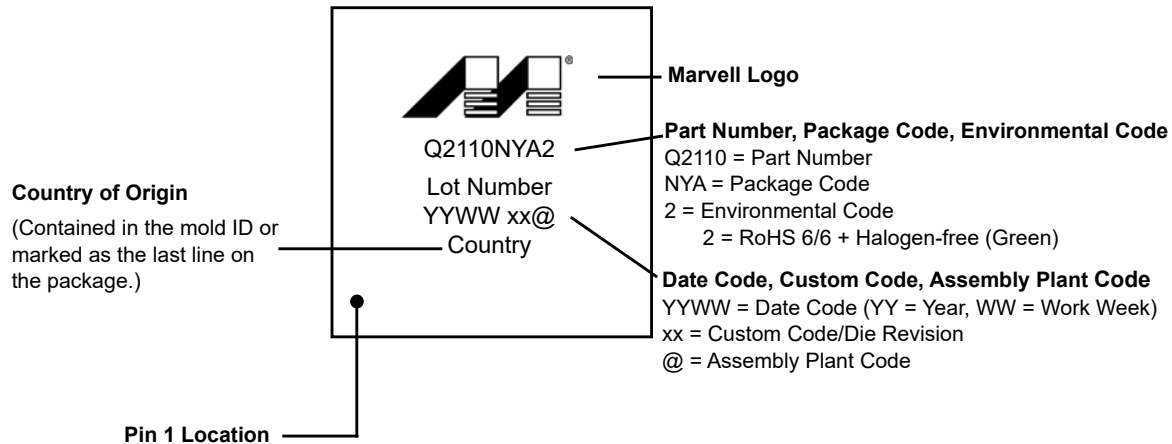 ®
Marvell Logo
Q2110NYA2
Part Number, Package Code, Environmental Code
Q2110 = Part Number
NYA = Package Code
2 = Environmental Code
2 = RoHS 6/6 + Halogen-free (Green)
Lot Number
YYWW xx@
Country
Country of Origin
(Contained in the mold ID or
marked as the last line on
the package.)
Date Code, Custom Code, Assembly Plant Code
YYWW = Date Code (YY = Year, WW = Work Week)
xx = Custom Code/Die Revision
@ = Assembly Plant Code
Pin 1 Location